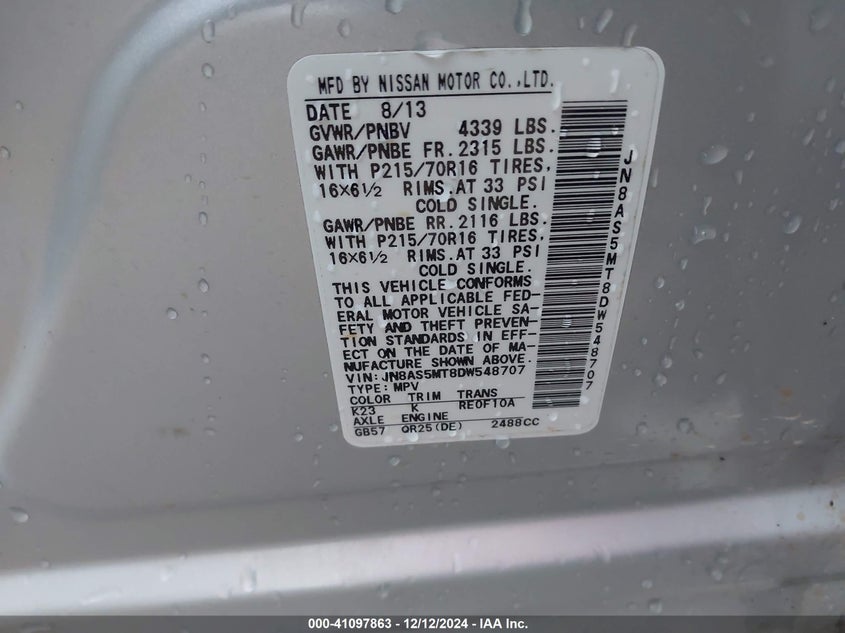 MFD BY NISSAN MOTOR CO.,LTD.
DATE 8/13
GVWR/PNBV 4339 LBS.
GAWR/PNBE FR. 2315 LBS.
WITH P215/70R16 TIRES,
16×6½ RIMS. AT 33 PSI
COLD SINGLE.
GAWR/PNBE RR. 2116 LBS.
WITH P215/70R16 TIRES,
16×6½ RIMS. AT 33 PSI
COLD SINGLE.
THIS VEHICLE CONFORMS
TO ALL APPLICABLE FED-
ERAL MOTOR VEHICLE SA-
FETY AND THEFT PREVEN-
TION STANDARDS IN EFF-
ECT ON THE DATE OF MA-
NUFACTURE SHOWN ABOVE.
VIN: JN8AS5MT8DW548707
TYPE: MPV
COLOR TRIM TRANS
K23 K RE0F10A
AXLE ENGINE
GB57 QR25(DE) 2488CC
JN8AS5MT8DW548707
000-41097863 • 12/12/2024 • IAA Inc.